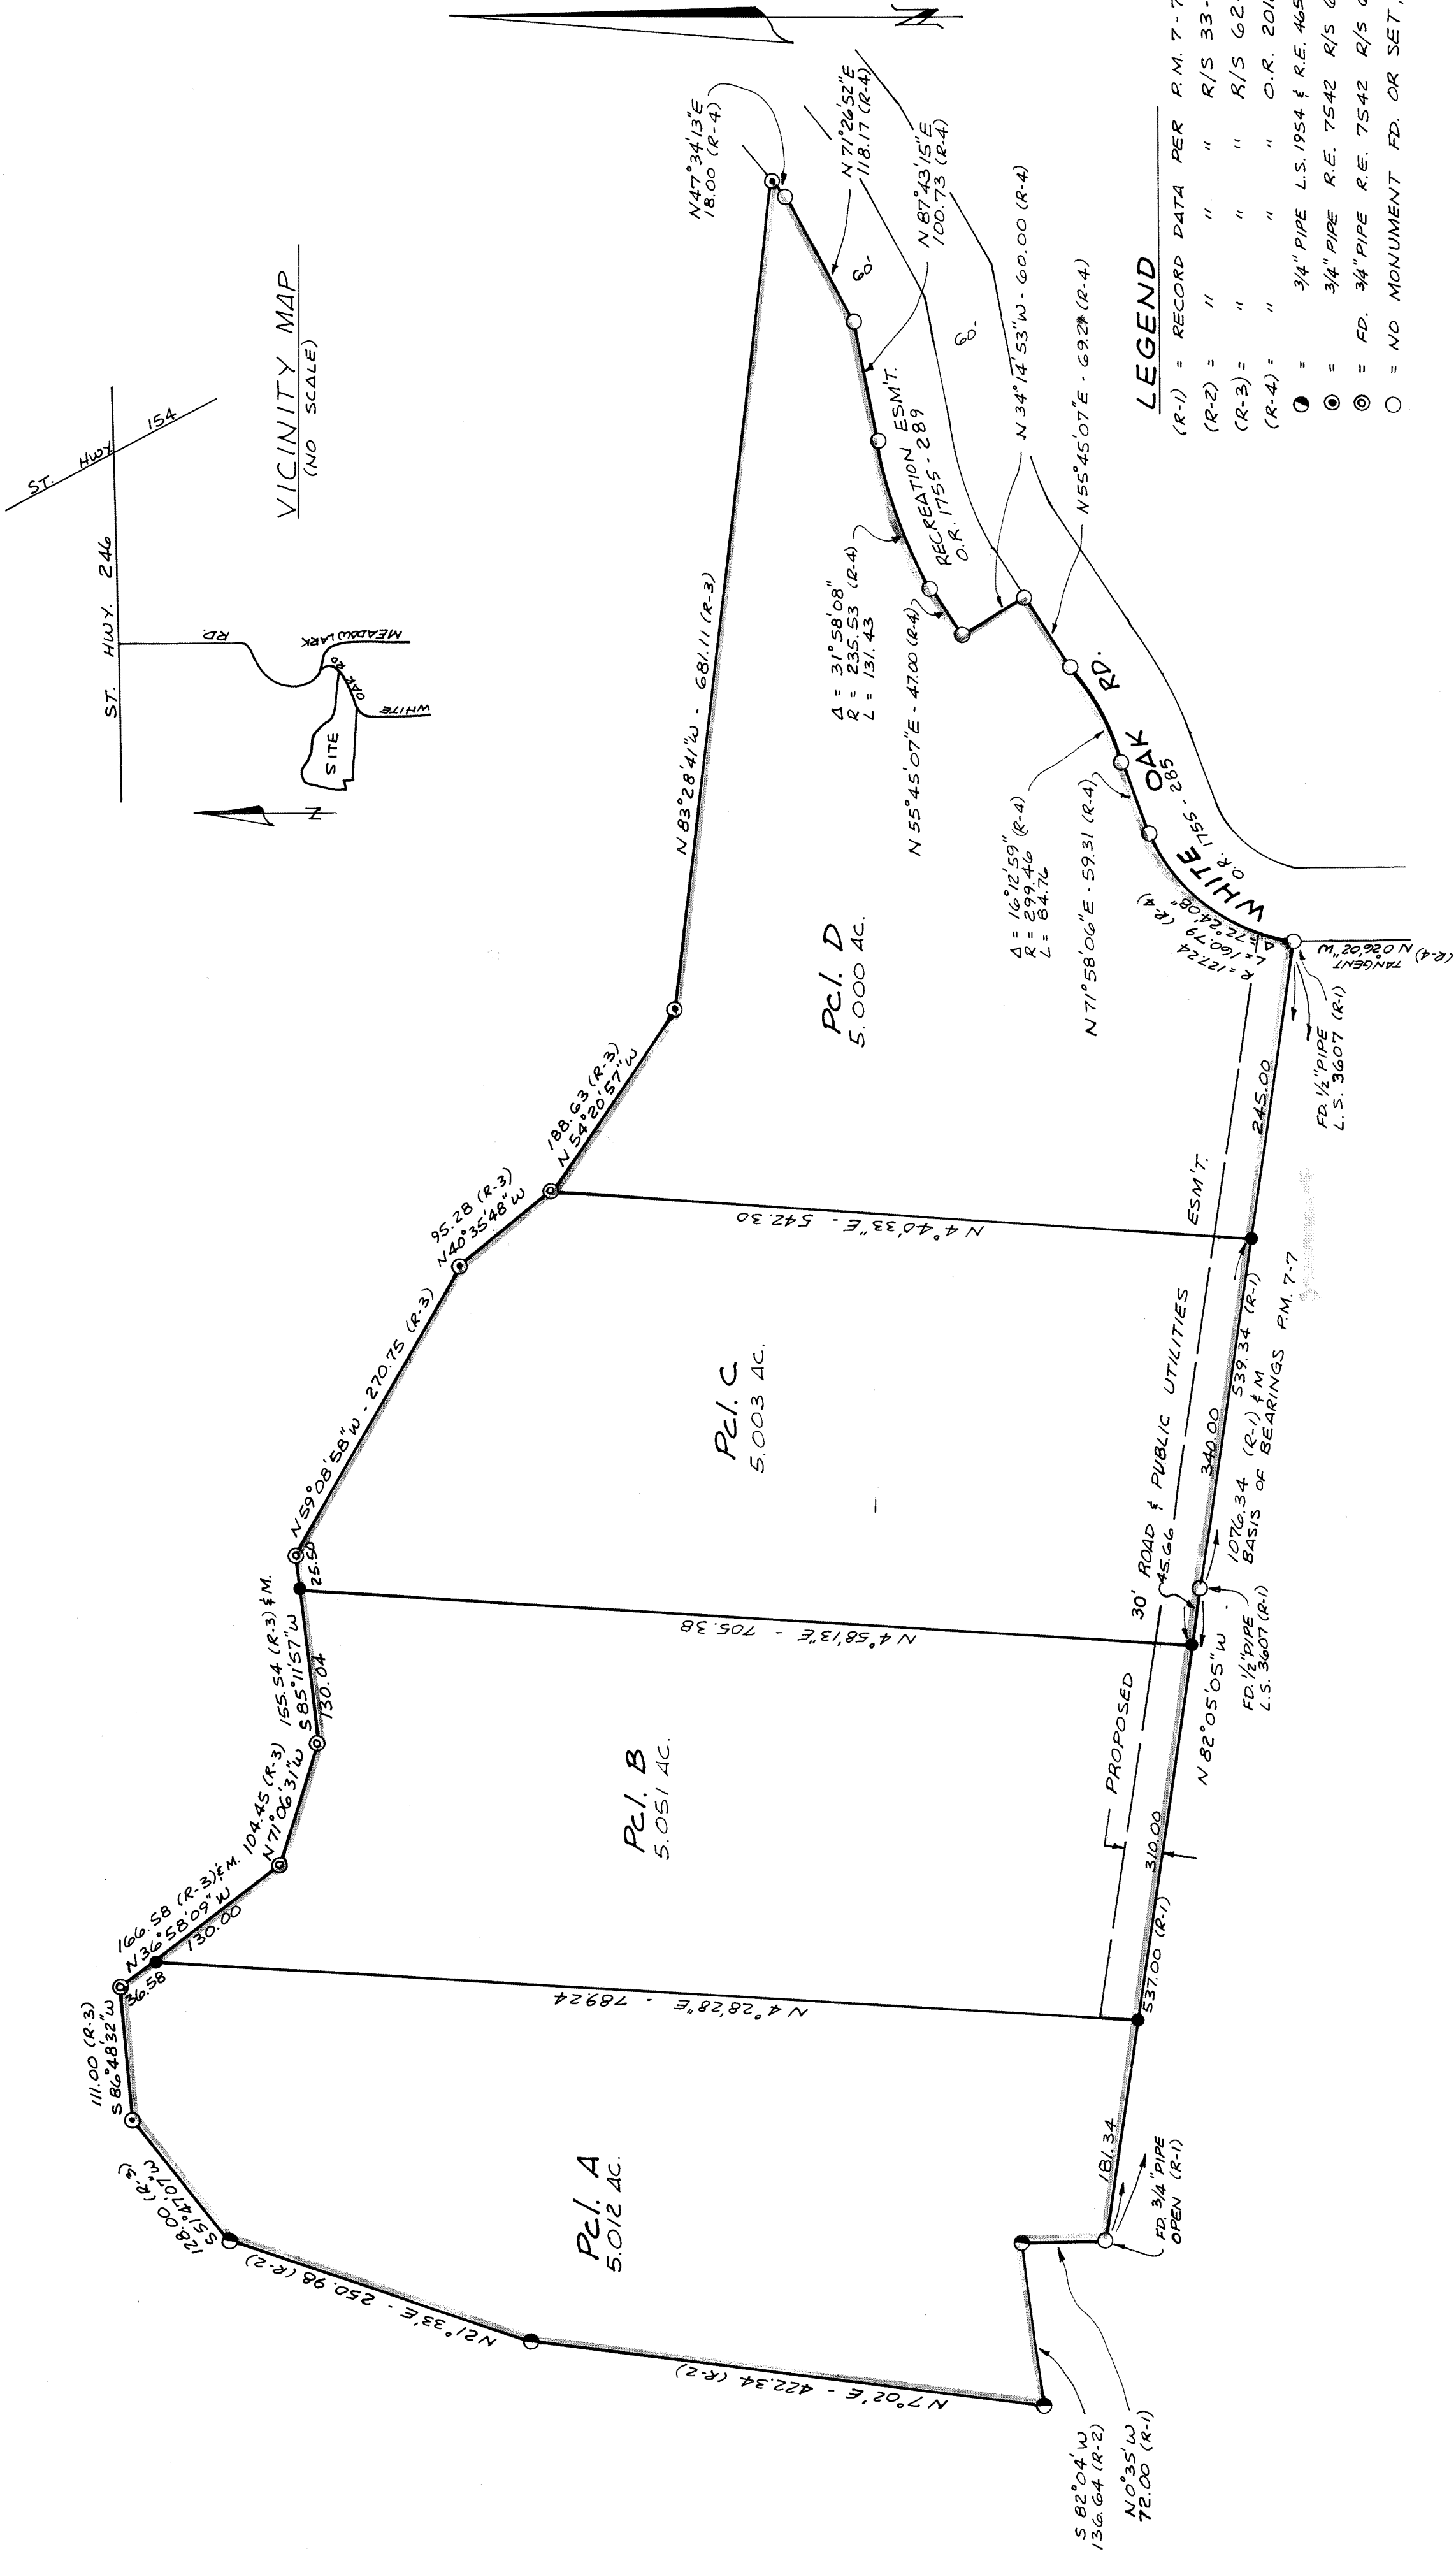 ST. HWY. 246
ST. HWY 154
MEADOWLARK RD.
WHITE OAK RD
SITE
N
VICINITY MAP
(NO SCALE)
N
111.00 (R-3)
S 86°48'32"W
128.00 (R-3)
S51°47'07"W
N21°33'E - 250.98 (R-2)
N7°02'E - 422.34 (R-2)
S 82°04'W
136.64 (R-2)
N0°35'W
72.00 (R-1)
FD. 3/4" PIPE
OPEN (R-1)
181.34
Pcl. A
5.012 AC.
N4°28'28"E - 789.24
166.58 (R-3) & M.
N36°58'09"W
36.58
130.00
104.45 (R-3)
N71°06'31"W
155.54 (R-3) & M.
S85°11'57"W
130.04
25.50
Pcl. B
5.051 AC.
N4°58'13"E - 705.38
537.00 (R-1)
310.00
PROPOSED
30' ROAD & PUBLIC UTILITIES ESM'T.
45.66
N82°05'05"W
FD. 1/2" PIPE
L.S. 3607 (R-1)
N59°08'58"W - 270.75 (R-3)
95.28 (R-3)
N40°35'48"W
Pcl. C
5.003 AC.
N4°40'33"E - 542.30
340.00
539.34 (R-1)
1076.34 (R-1) & M
BASIS OF BEARINGS P.M. 7-7
188.63 (R-3)
N54°20'57"W
N83°28'41"W - 681.11 (R-3)
Pcl. D
5.000 AC.
245.00
FD. 1/2" PIPE
L.S. 3607 (R-1)
TANGENT
N0°26'02"W
(R-4)
R=127.24
L=160.79 (R-4)
Δ=72°24'08"
N71°58'06"E - 59.31 (R-4)
Δ = 16°12'59"
R = 299.46 (R-4)
L = 84.76
WHITE OAK RD.
O.R. 1755 - 285
N55°45'07"E - 47.00 (R-4)
Δ = 31°58'08"
R = 235.53 (R-4)
L = 131.43
RECREATION ESM'T.
O.R. 1755 - 289
N47°34'13"E
18.00 (R-4)
N71°26'52"E
118.17 (R-4)
N87°43'15"E
100.73 (R-4)
60-
60-
N34°14'53"W - 60.00 (R-4)
N55°45'07"E - 69.21 (R-4)
LEGEND
(R-1) = RECORD DATA PER P.M. 7-7
(R-2) = " " " R/S 33-
(R-3) = " " " R/S 62-
(R-4) = " " " O.R. 201
= 3/4" PIPE L.S. 1954 & R.E. 465
= 3/4" PIPE R.E. 7542 R/S 6
= FD. 3/4" PIPE R.E. 7542 R/S 6
= NO MONUMENT FD. OR SET,